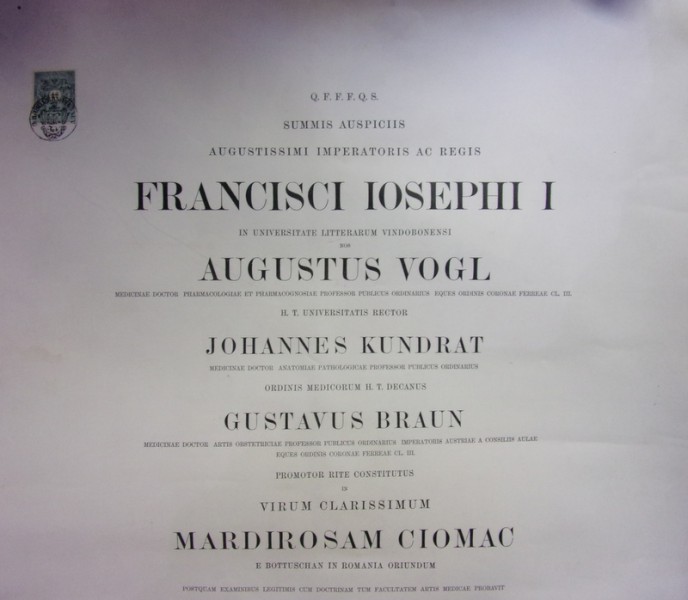 Q. F. F. F. Q. S.
SUMMIS AUSPICIIS
AUGUSTISSIMI IMPERATORIS AC REGIS
FRANCISCI IOSEPHI I
IN UNIVERSITATE LITTERARUM VINDOBONENSI
NOS
AUGUSTUS VOGL
MEDICINAE DOCTOR PHARMACOLOGIAE ET PHARMACOGNOSIAE PROFESSOR PUBLICUS ORDINARIUS EQUES ORDINIS CORONAE FERREAE CL. III.
H. T. UNIVERSITATIS RECTOR
JOHANNES KUNDRAT
MEDICINAE DOCTOR ANATOMIAE PATHOLOGICAE PROFESSOR PUBLICUS ORDINARIUS
ORDINIS MEDICORUM H. T. DECANUS
GUSTAVUS BRAUN
MEDICINAE DOCTOR ARTIS OBSTETRICIAE PROFESSOR PUBLICUS ORDINARIUS IMPERATORIS AUSTRIAE A CONSILIIS AULAE
EQUES ORDINIS CORONAE FERREAE CL. III.
PROMOTOR RITE CONSTITUTUS
IN
VIRUM CLARISSIMUM
MARDIROSAM CIOMAC
E BOTTUSCHAN IN ROMANIA ORIUNDUM
POSTQUAM EXAMINIBUS LEGITIMIS CUM DOCTRINAM TUM FACULTATEM ARTIS MEDICAE PROBAVIT